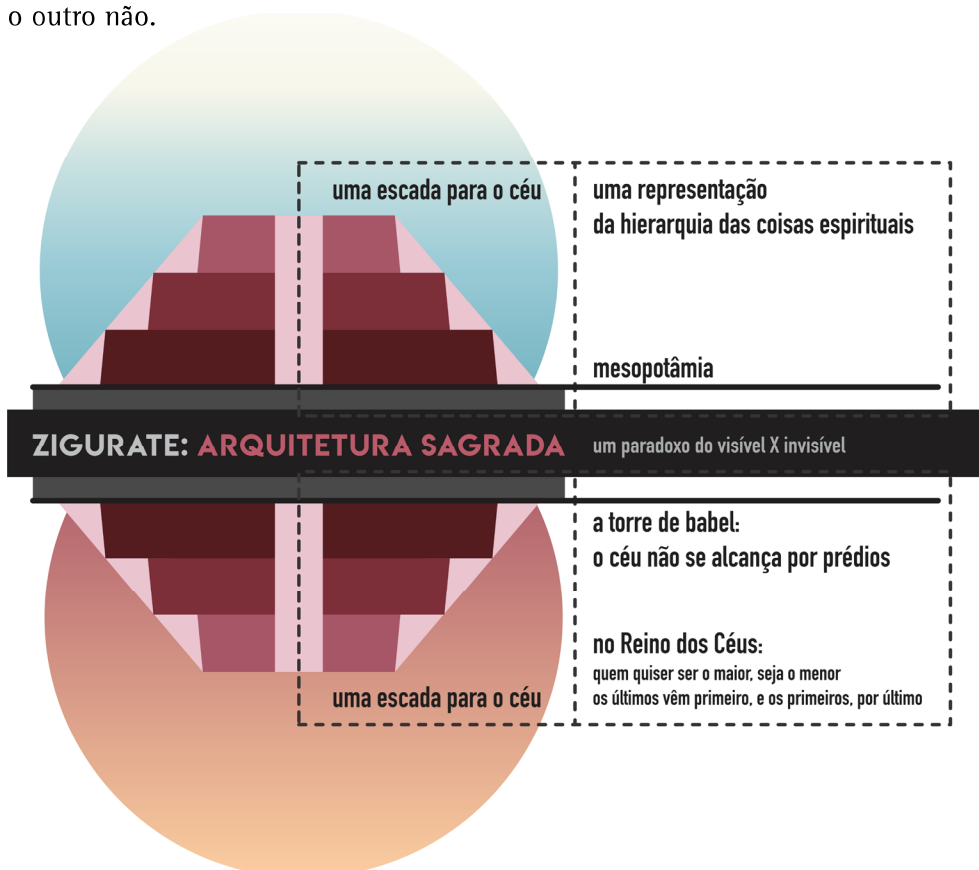 o outro não.
uma escada para o céu
uma representação
da hierarquia das coisas espirituais
mesopotâmia
ZIGURATE: ARQUITETURA SAGRADA
um paradoxo do visível X invisível
a torre de babel:
o céu não se alcança por prédios
no Reino dos Céus:
quem quiser ser o maior, seja o menor
os últimos vêm primeiro, e os primeiros, por último
uma escada para o céu